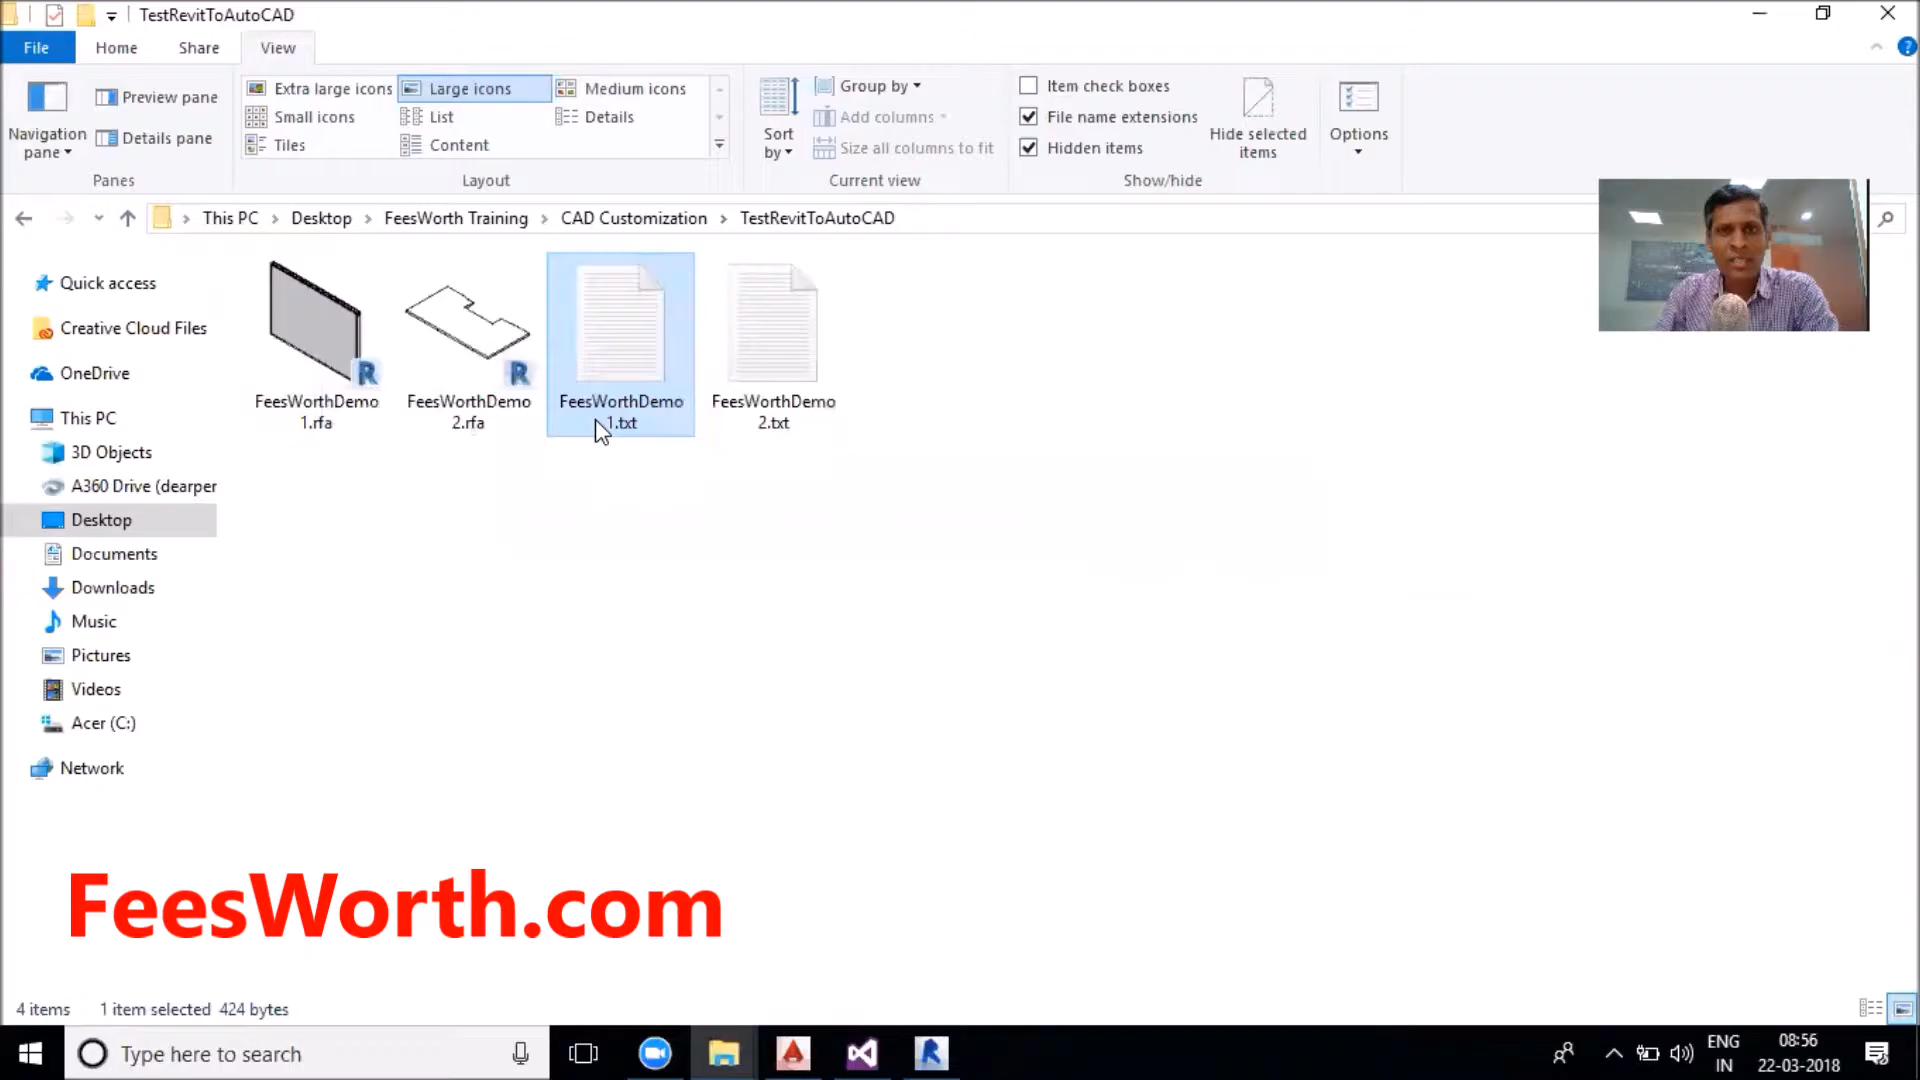 TestRevitToAutoCAD
File Home Share View
Navigation pane
Preview pane
Details pane
Panes
Extra large icons Large icons Medium icons
Small icons List Details
Tiles Content
Layout
Sort by
Group by
Add columns
Size all columns to fit
Current view
Item check boxes
File name extensions
Hidden items
Hide selected items
Options
Show/hide
This PC Desktop FeesWorth Training CAD Customization TestRevitToAutoCAD
Quick access
Creative Cloud Files
OneDrive
This PC
3D Objects
A360 Drive (dearper
Desktop
Documents
Downloads
Music
Pictures
Videos
Acer (C:)
Network
FeesWorthDemo
1.rfa
FeesWorthDemo
2.rfa
FeesWorthDemo
1.txt
FeesWorthDemo
2.txt
FeesWorth.com
4 items 1 item selected 424 bytes
Type here to search
ENG
IN
08:56
22-03-2018